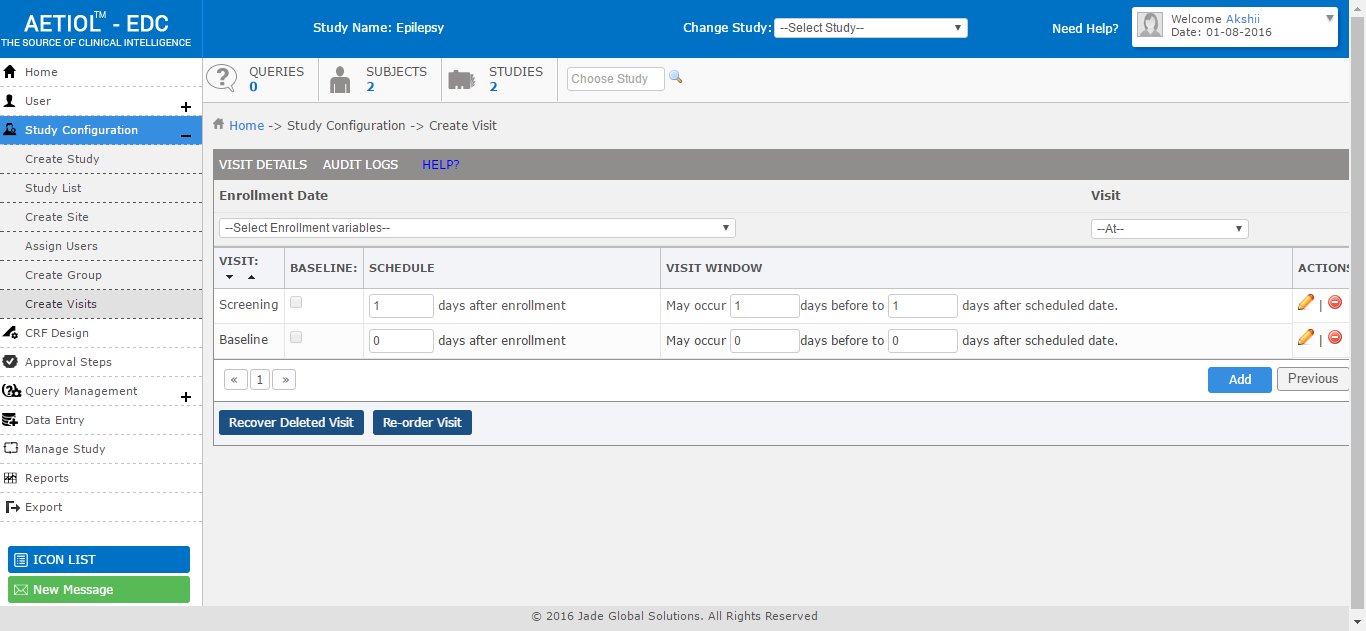 AETIOL™ - EDC
THE SOURCE OF CLINICAL INTELLIGENCE
Study Name: Epilepsy
Change Study: --Select Study--
Need Help?
Welcome Akshii
Date: 01-08-2016
Home
User
Study Configuration
Create Study
Study List
Create Site
Assign Users
Create Group
Create Visits
CRF Design
Approval Steps
Query Management
Data Entry
Manage Study
Reports
Export
ICON LIST
New Message
QUERIES
0
SUBJECTS
2
STUDIES
2
Choose Study
Home -> Study Configuration -> Create Visit
VISIT DETAILS AUDIT LOGS HELP?
Enrollment Date Visit
--Select Enrollment variables-- --At--
VISIT: BASELINE: SCHEDULE VISIT WINDOW ACTIONS
Screening 1 days after enrollment May occur 1 days before to 1 days after scheduled date. |
Baseline 0 days after enrollment May occur 0 days before to 0 days after scheduled date. |
« 1 » Add Previous
Recover Deleted Visit Re-order Visit
© 2016 Jade Global Solutions. All Rights Reserved